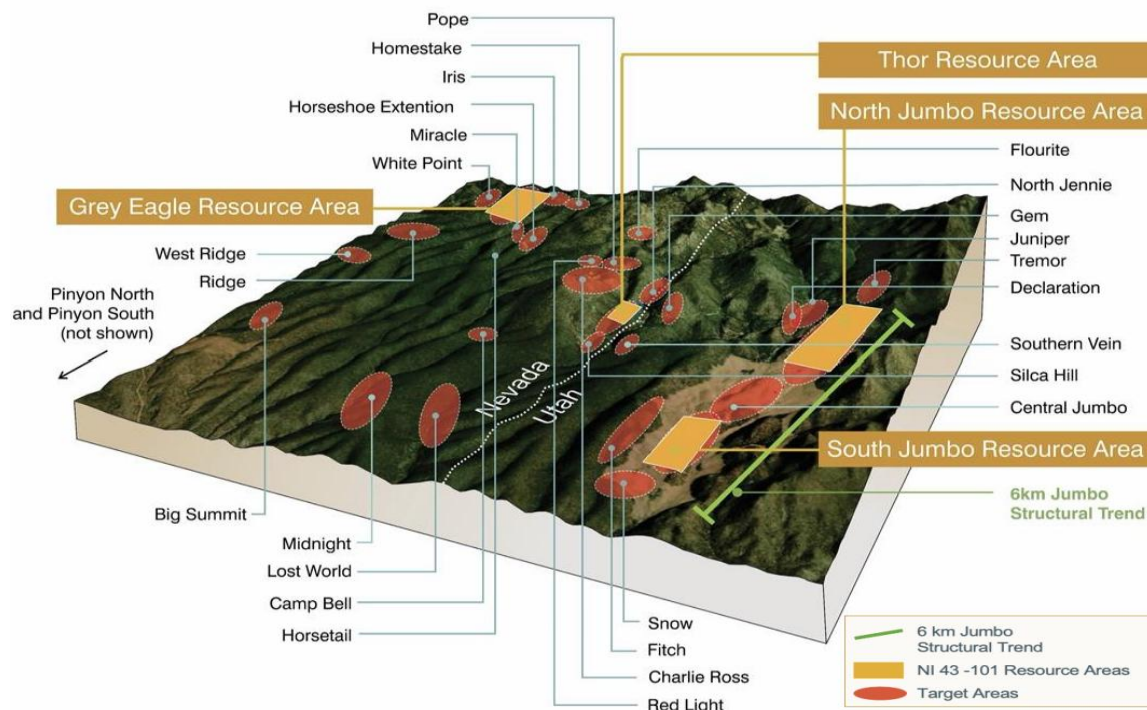 Pope
Homestake
Iris
Horseshoe Extention
Miracle
White Point
Grey Eagle Resource Area
West Ridge
Ridge
Pinyon North
and Pinyon South
(not shown)
Big Summit
Midnight
Lost World
Camp Bell
Horsetail
Nevada
Utah
Thor Resource Area
North Jumbo Resource Area
Flourite
North Jennie
Gem
Juniper
Tremor
Declaration
Southern Vein
Silca Hill
Central Jumbo
South Jumbo Resource Area
6km Jumbo
Structural Trend
Snow
Fitch
Charlie Ross
Red Light
6 km Jumbo
Structural Trend
NI 43 -101 Resource Areas
Target Areas